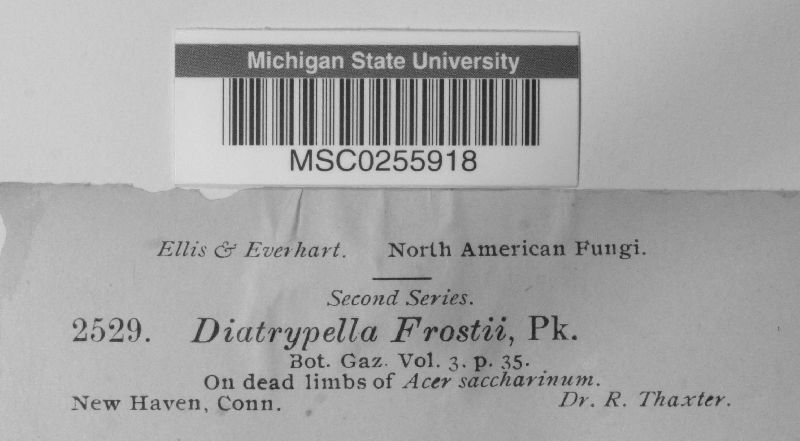 Michigan State University
MSC0255918
Ellis & Everhart. North American Fungi.
Second Series.
2529. Diatrypella Frostii, Pk.
Bot. Gaz. Vol. 3. p. 35.
On dead limbs of Acer saccharinum.
New Haven, Conn. Dr. R. Thaxter.